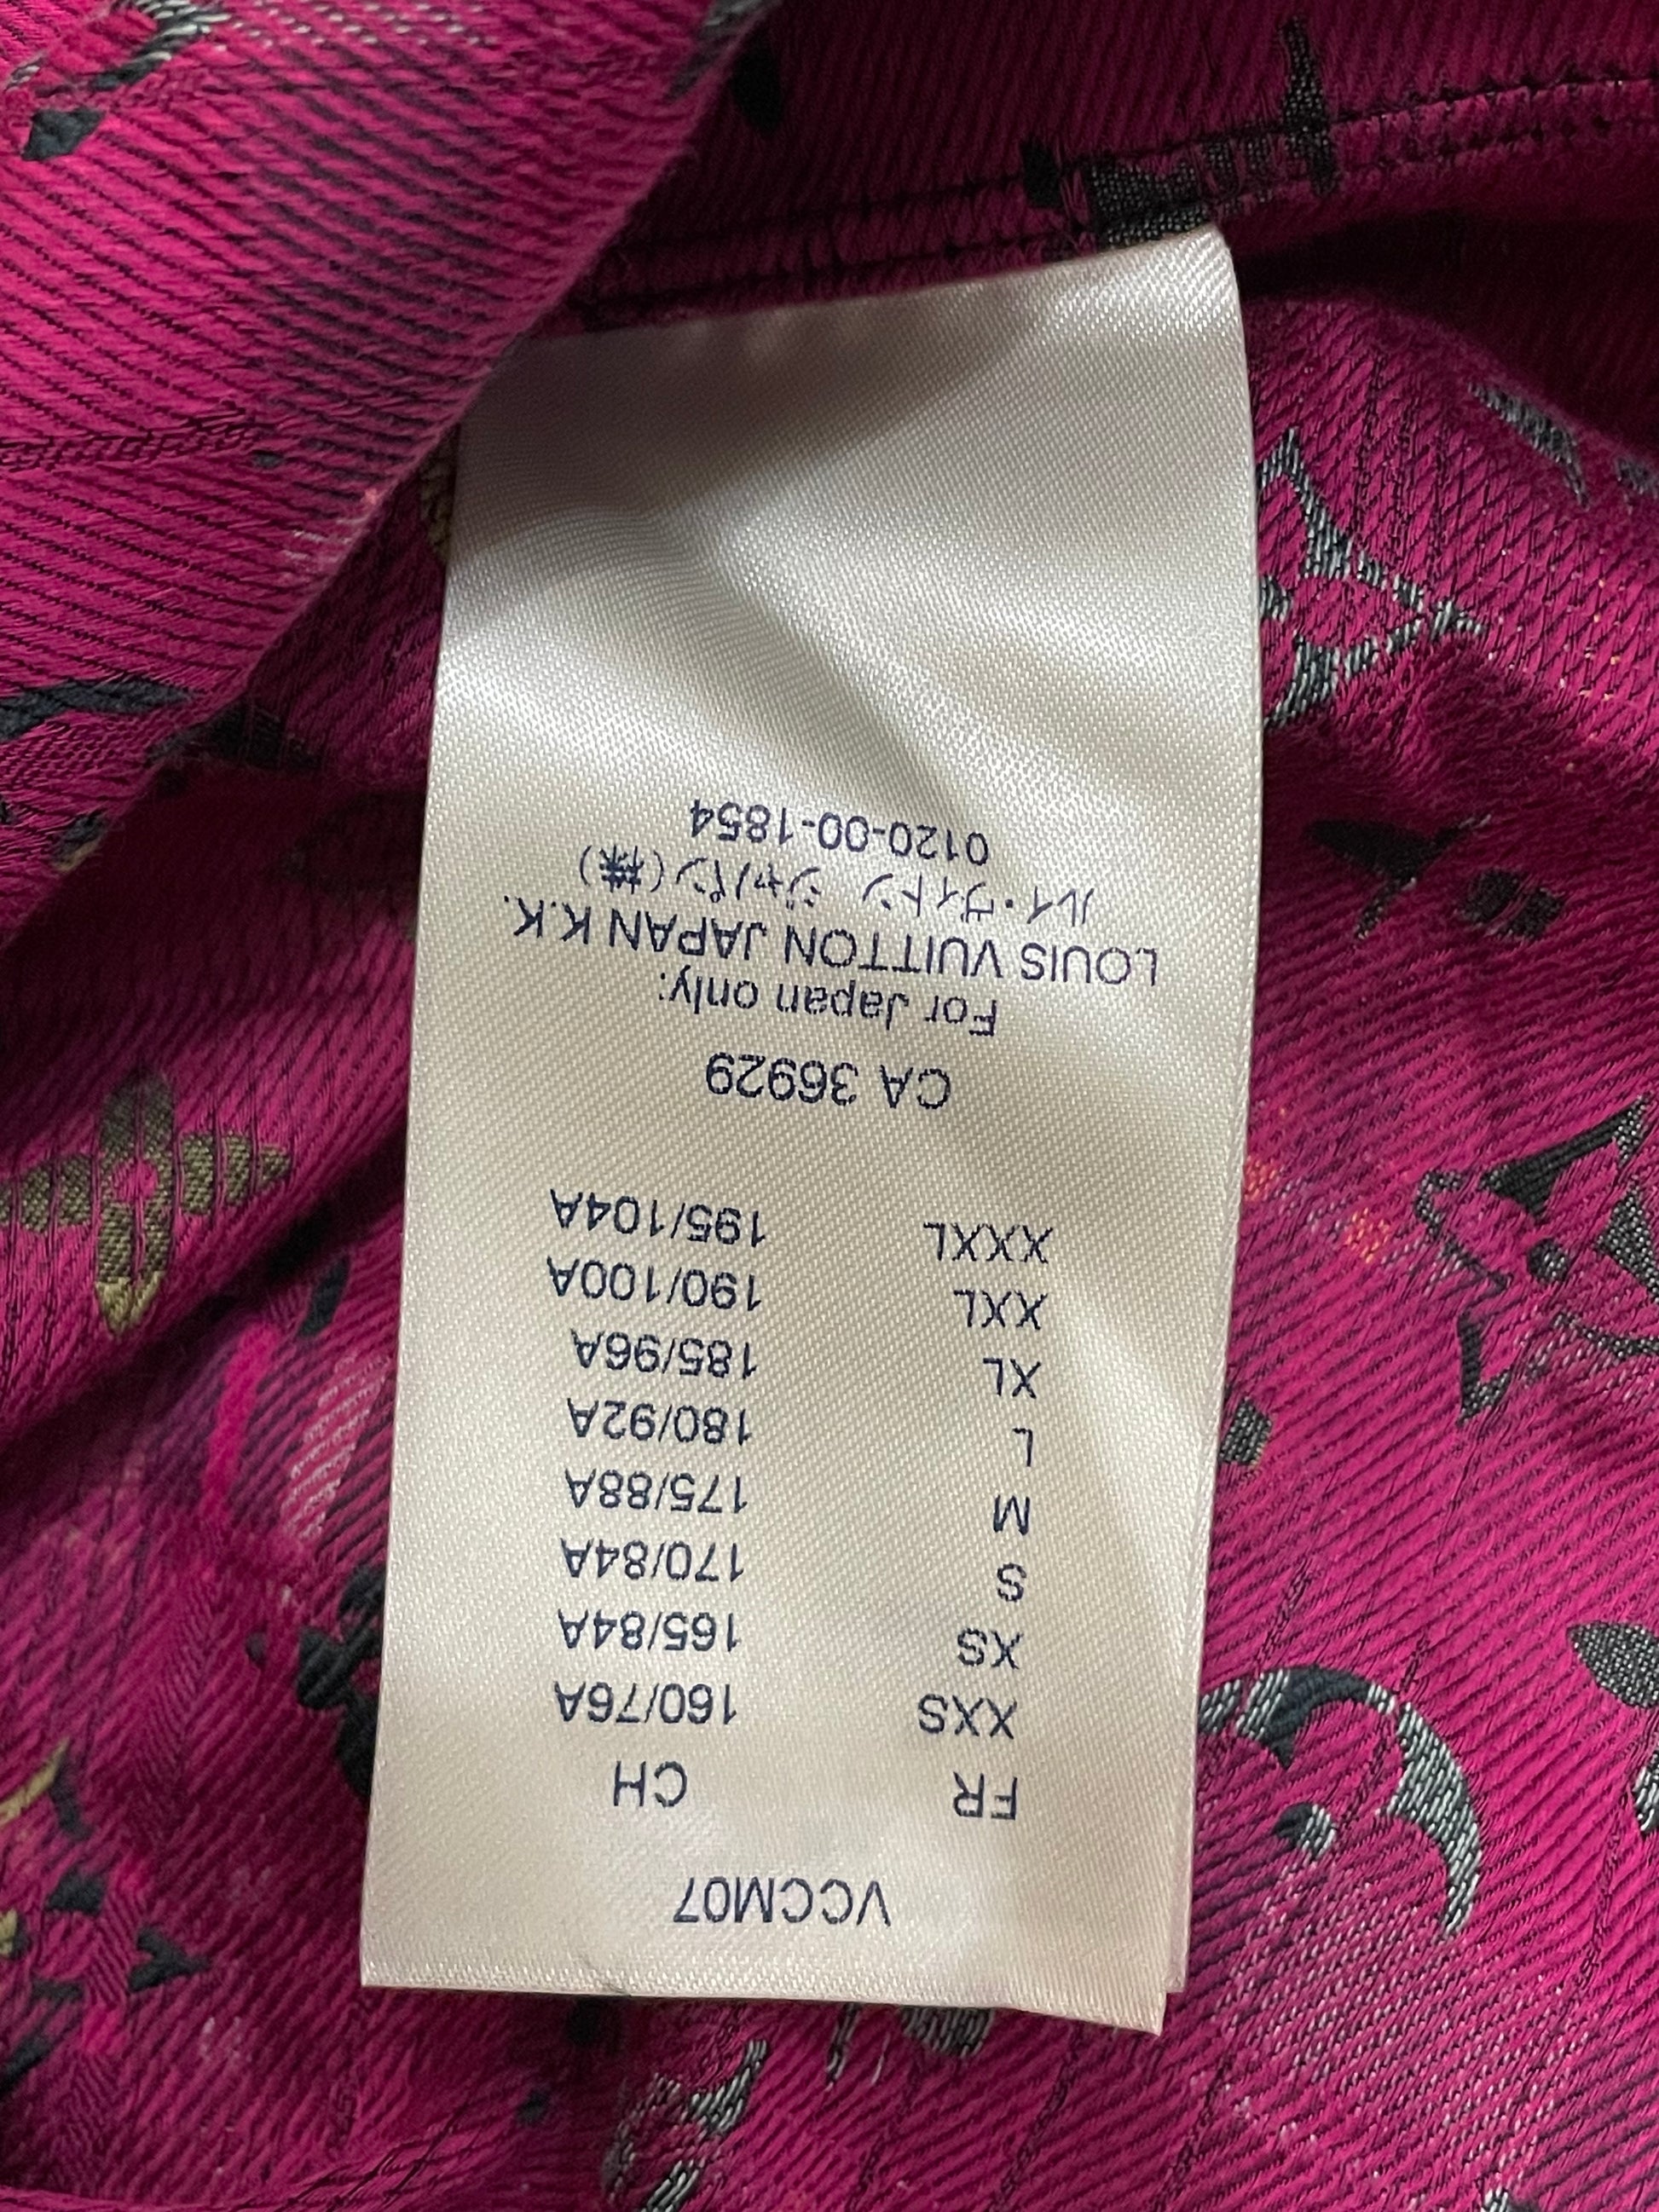 VCCM07
FR CH
XXS 160/76A
XS 165/84A
S 170/84A
M 175/88A
L 180/92A
XL 185/96A
XXL 190/100A
XXXL 195/104A
CA 36929
For Japan only:
LOUIS VUITTON JAPAN K.K.
ルイ・ヴィトン ジャパン(株)
0120-00-1854